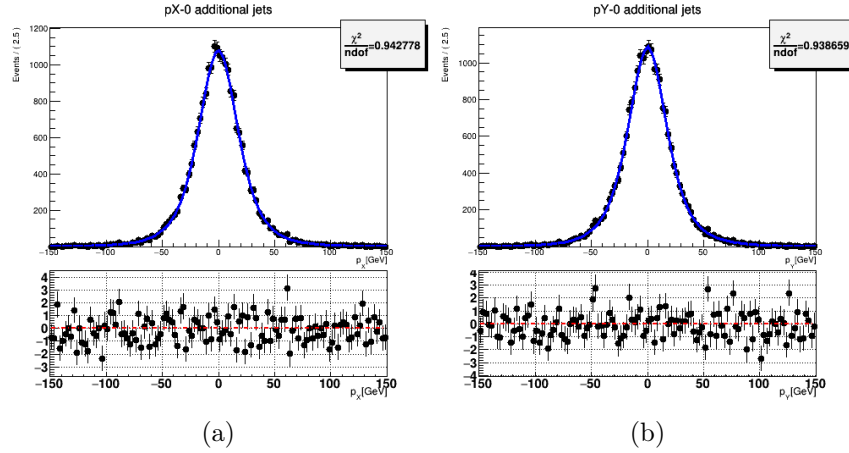 pX-0 additional jets
χ²/ndof=0.942778
Events / ( 2.5 )
1200
1000
800
600
400
200
−150 −100 −50 0 50 100 150
p_X[GeV]
4
3
2
1
0
−1
−2
−3
−150 −100 −50 0 50 100 150
p_X[GeV]
(a)
pY-0 additional jets
χ²/ndof=0.938659
Events / ( 2.5 )
1000
800
600
400
200
−150 −100 −50 0 50 100 150
p_Y[GeV]
4
3
2
1
0
−1
−2
−3
−4
−150 −100 −50 0 50 100 150
p_Y[GeV]
(b)